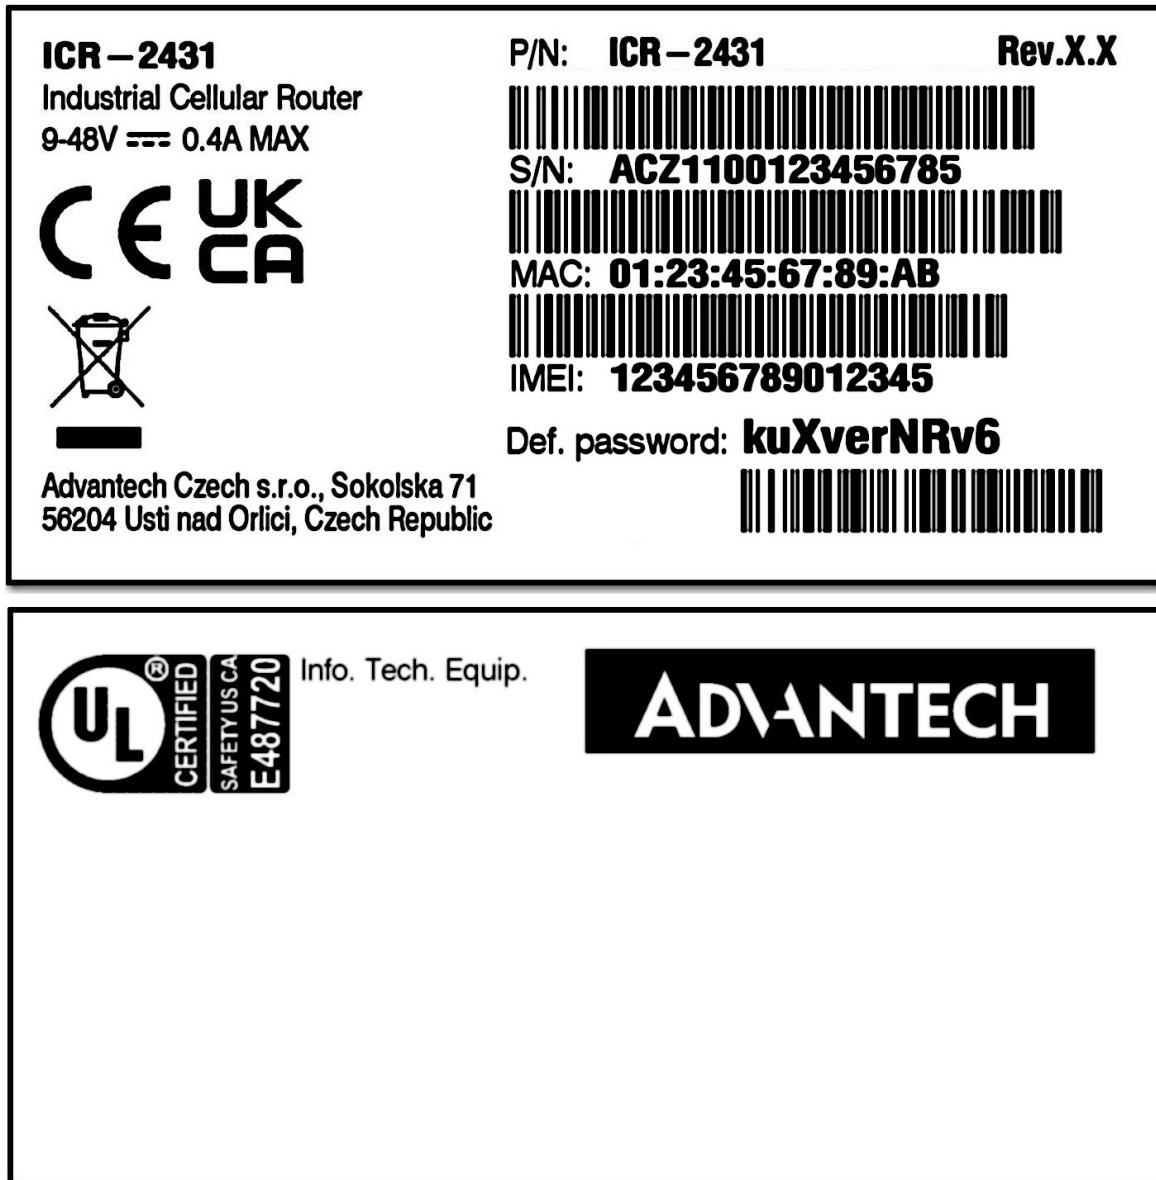 ICR-2431
Industrial Cellular Router
9-48V ⎓ 0.4A MAX
CE UK
CA
Advantech Czech s.r.o., Sokolska 71
56204 Usti nad Orlici, Czech Republic
P/N: ICR-2431 Rev.X.X
S/N: ACZ1100123456785
MAC: 01:23:45:67:89:AB
IMEI: 123456789012345
Def. password: kuXverNRv6
UL ®
CERTIFIED
SAFETY US CA
E487720
Info. Tech. Equip.
ADVANTECH